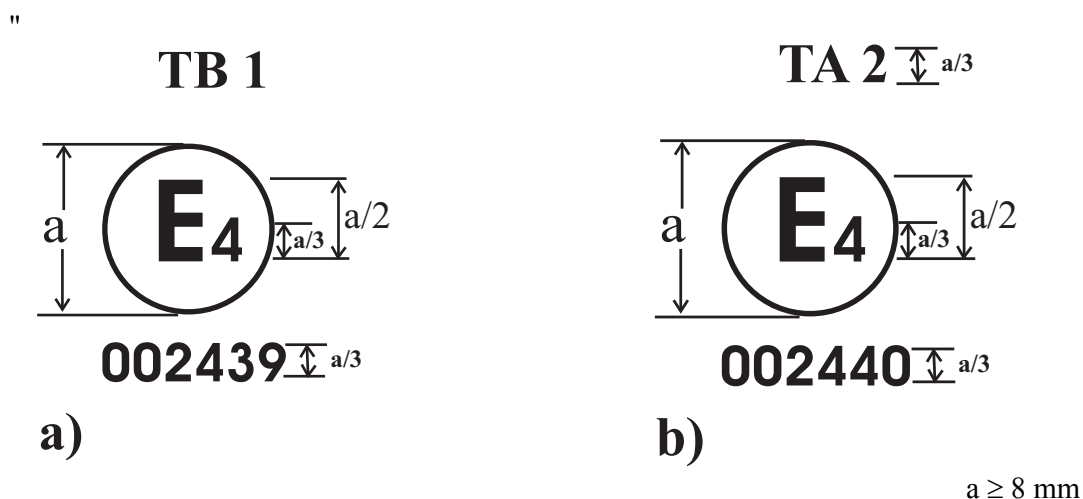 "
TB 1
TA 2 a/3
a E4 a/3 a/2
a E4 a/3 a/2
002439 a/3
002440 a/3
a)
b)
a ≥ 8 mm